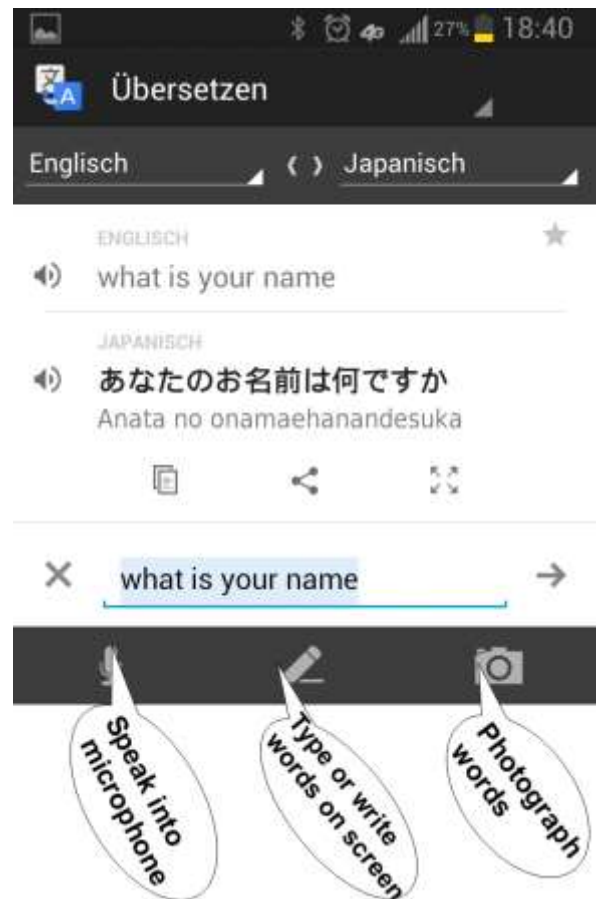 27% 18:40
Übersetzen
Englisch Japanisch
ENGLISCH
what is your name
JAPANISCH
あなたのお名前は何ですか
Anata no onamaehanandesuka
what is your name
Speak into
microphone
Type or write
words on screen
Photograph
words